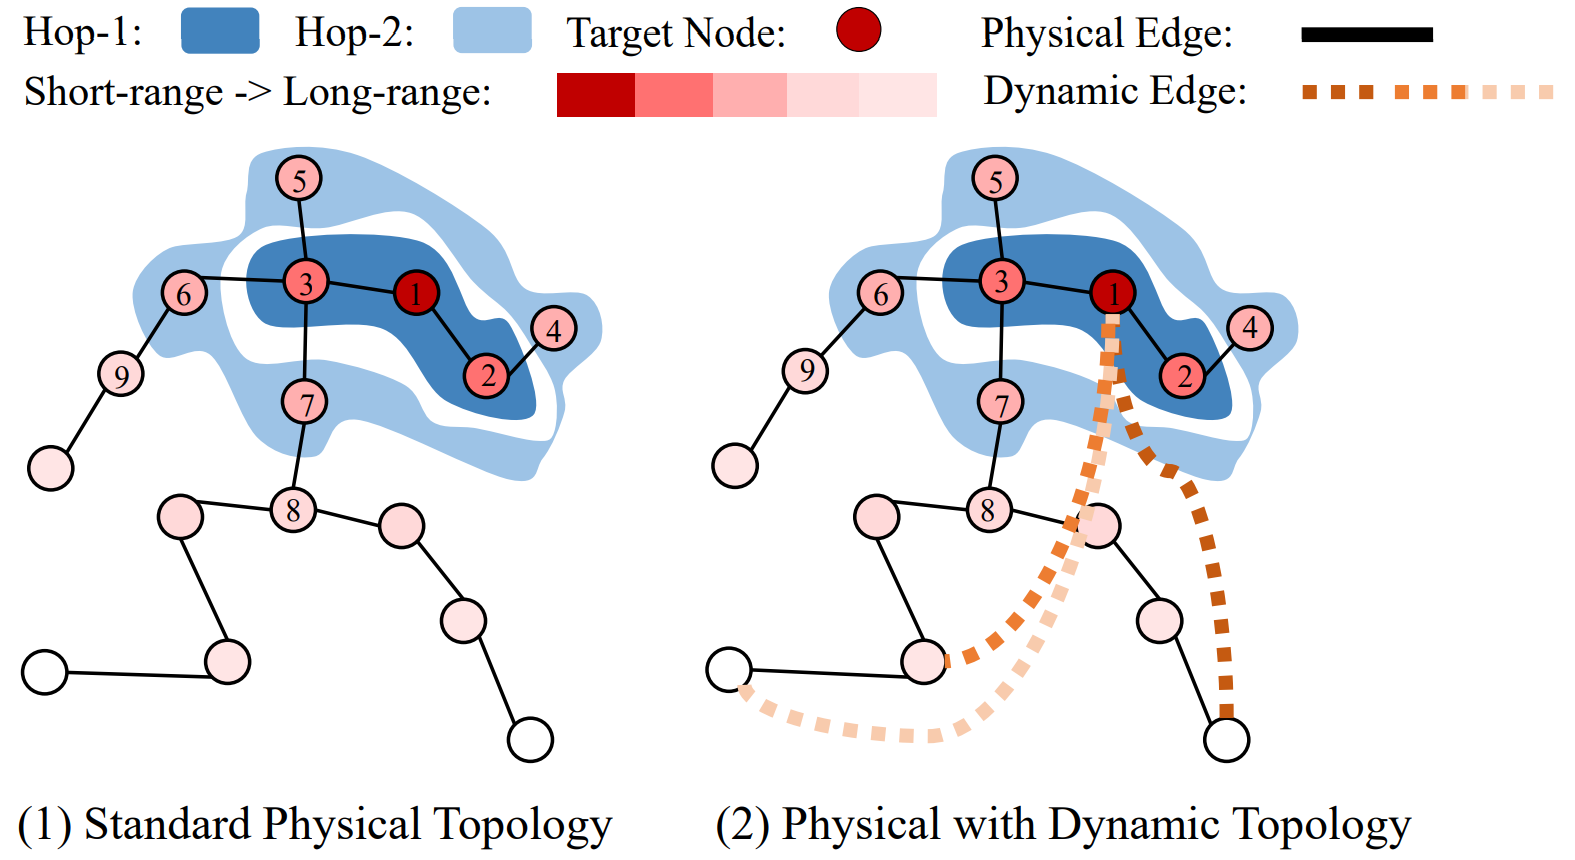 Hop-1: Hop-2: Target Node: Physical Edge:
Short-range -> Long-range: Dynamic Edge:
5 5
3 1 6 3 1 6
4 4
9 2 9 2
7 7
8 8
(1) Standard Physical Topology (2) Physical with Dynamic Topology